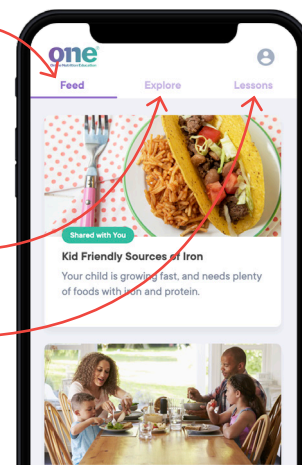 one
Online Nutrition Education
Feed Explore Lessons
Shared with You
Kid Friendly Sources of Iron
Your child is growing fast, and needs plenty
of foods with iron and protein.